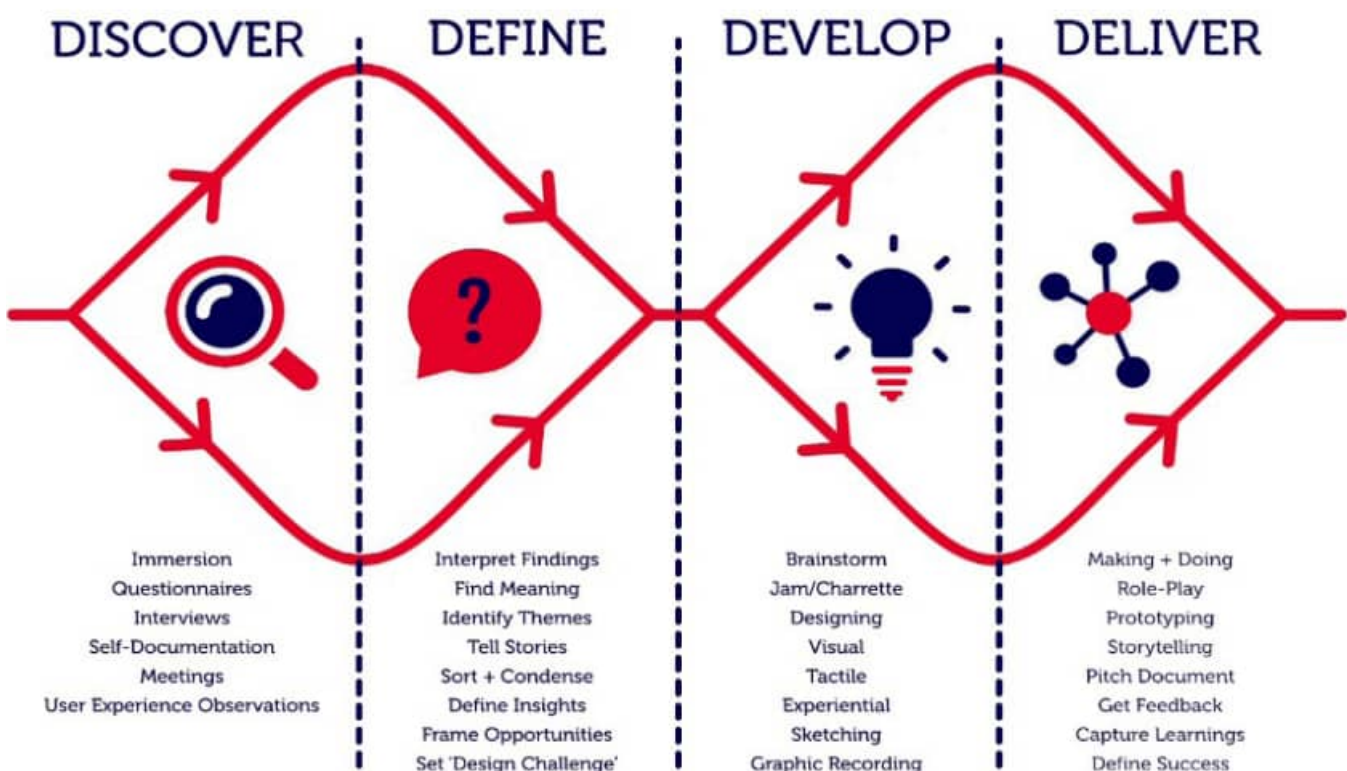 DISCOVER
DEFINE
DEVELOP
DELIVER
?
Immersion
Questionnaires
Interviews
Self-Documentation
Meetings
User Experience Observations
Interpret Findings
Find Meaning
Identify Themes
Tell Stories
Sort + Condense
Define Insights
Frame Opportunities
Set 'Design Challenge'
Brainstorm
Jam/Charrette
Designing
Visual
Tactile
Experiential
Sketching
Graphic Recording
Making + Doing
Role-Play
Prototyping
Storytelling
Pitch Document
Get Feedback
Capture Learnings
Define Success